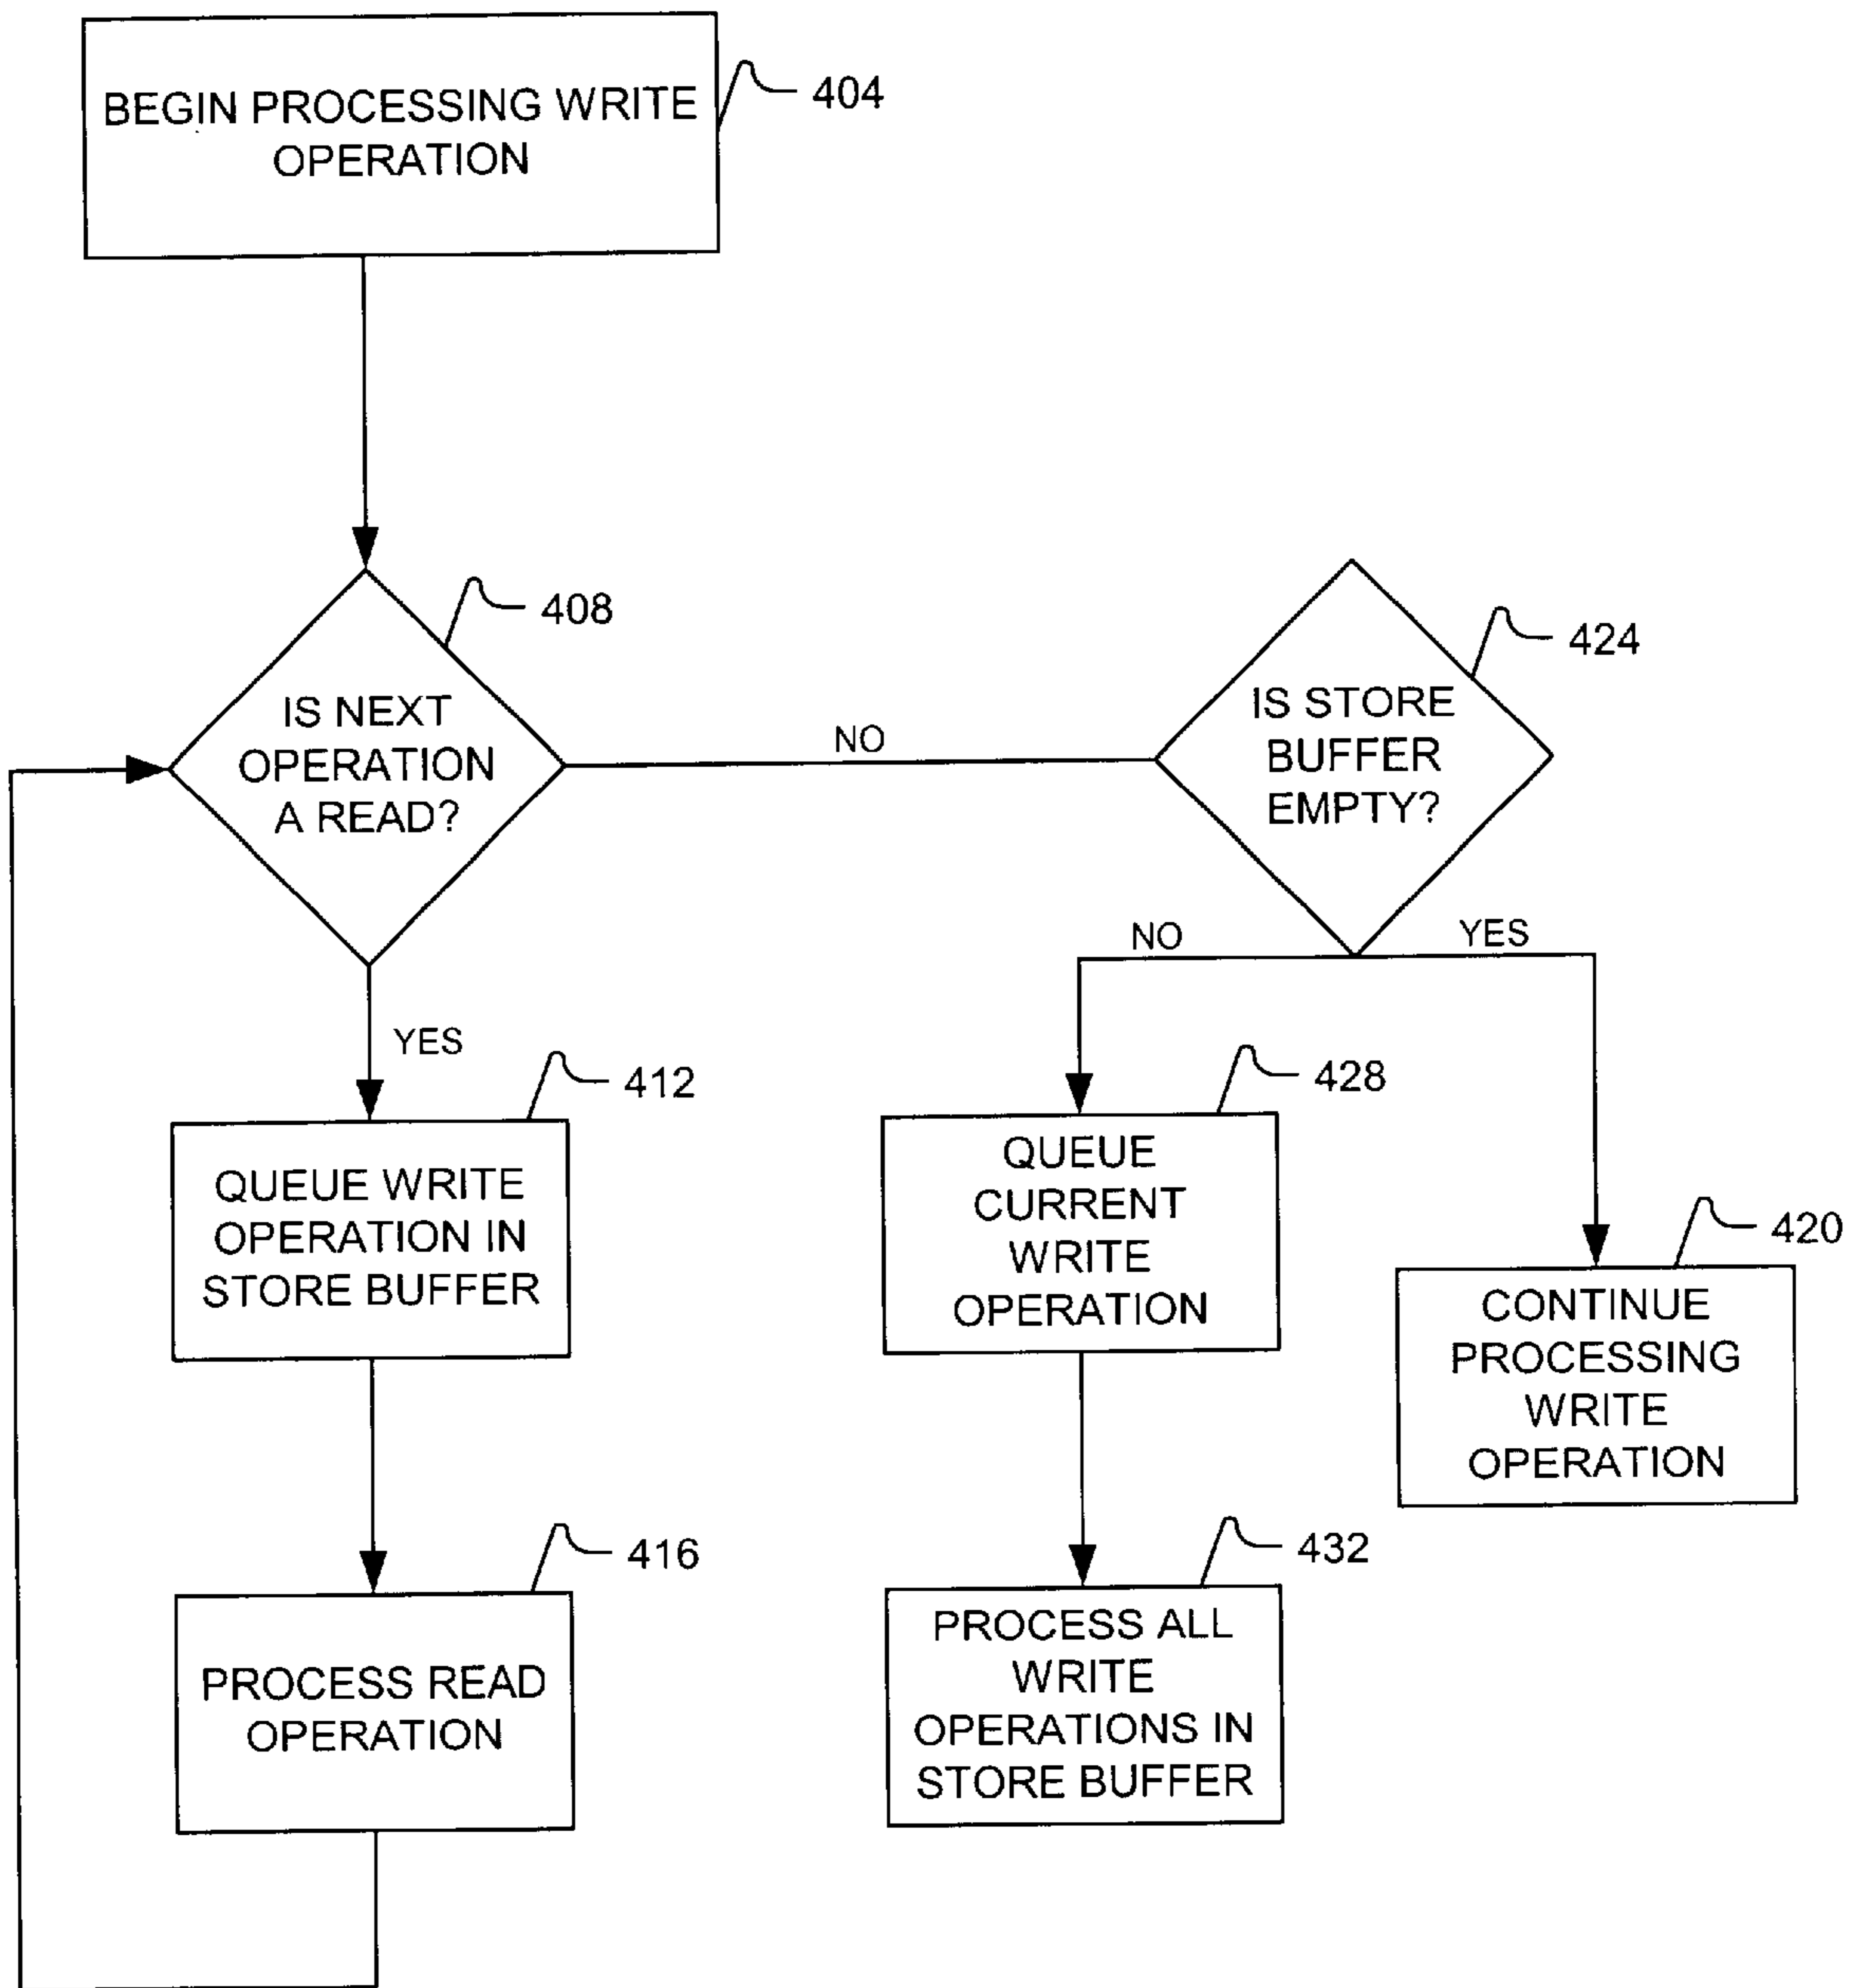 BEGIN PROCESSING WRITE
OPERATION
404
408
IS NEXT
OPERATION
A READ?
NO
424
IS STORE
BUFFER
EMPTY?
NO
YES
YES
412
QUEUE WRITE
OPERATION IN
STORE BUFFER
428
QUEUE
CURRENT
WRITE
OPERATION
420
CONTINUE
PROCESSING
WRITE
OPERATION
416
PROCESS READ
OPERATION
432
PROCESS ALL
WRITE
OPERATIONS IN
STORE BUFFER